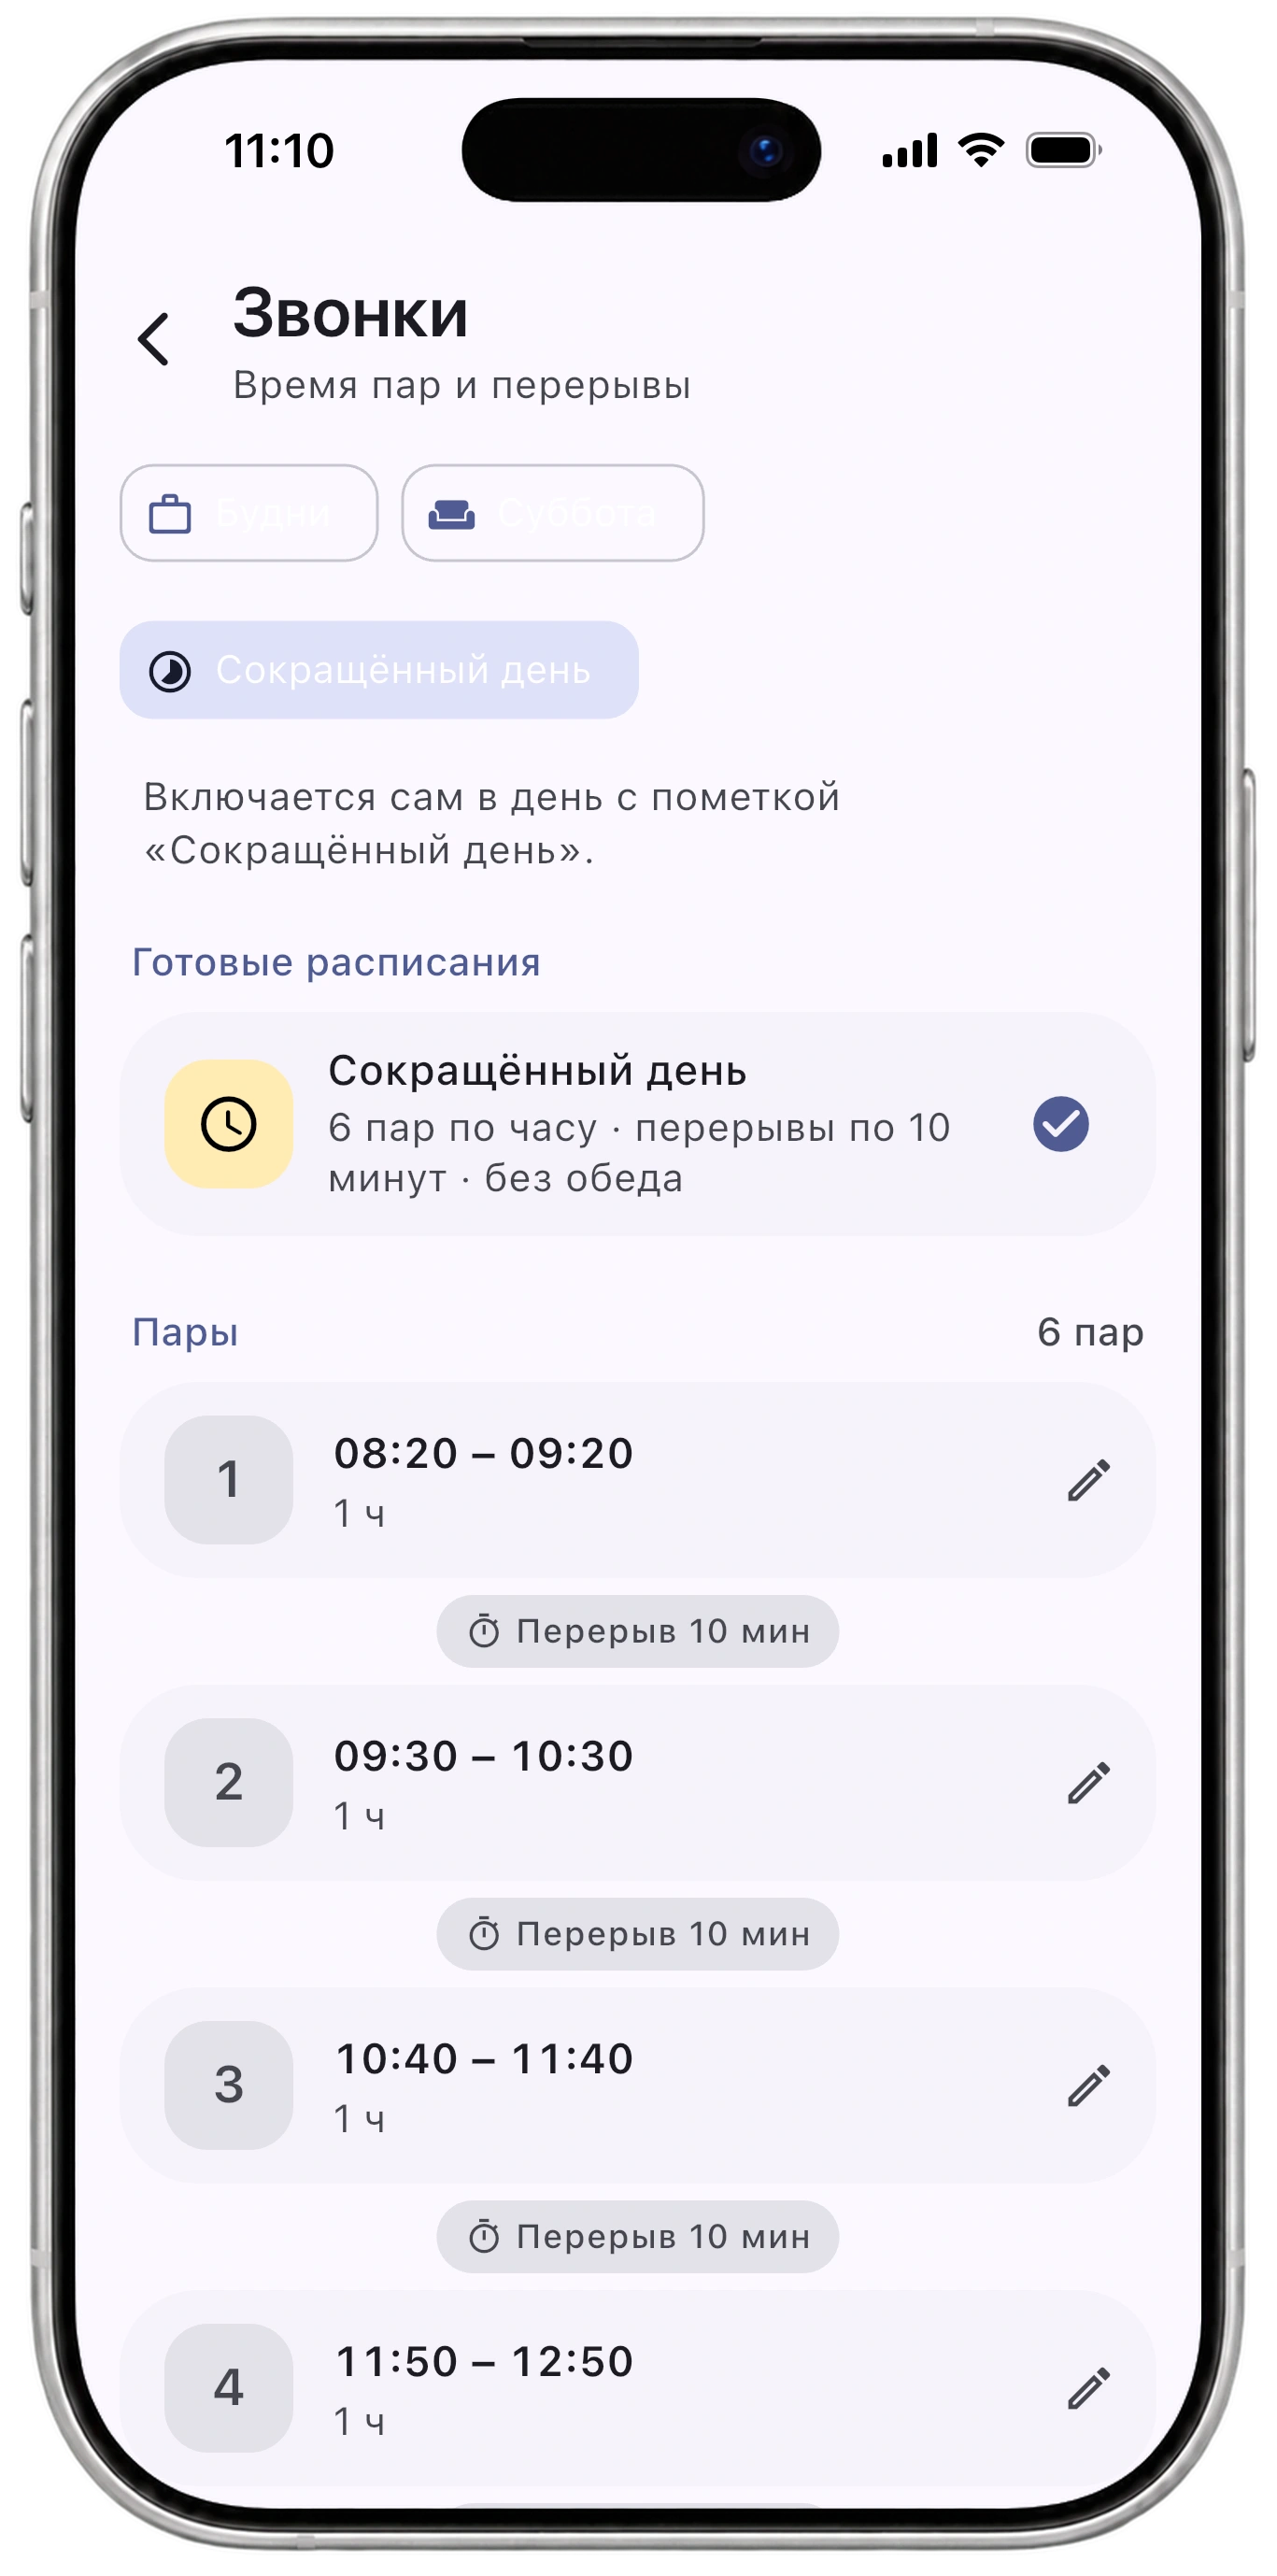 11:10
Звонки
Время пар и перерывы
Будни
Суббота
Сокращённый день
Включается сам в день с пометкой
«Сокращённый день».
Готовые расписания
Сокращённый день
6 пар по часу · перерывы по 10
минут · без обеда
Пары
6 пар
1
08:20 – 09:20
1 ч
Перерыв 10 мин
2
09:30 – 10:30
1 ч
Перерыв 10 мин
3
10:40 – 11:40
1 ч
Перерыв 10 мин
4
11:50 – 12:50
1 ч